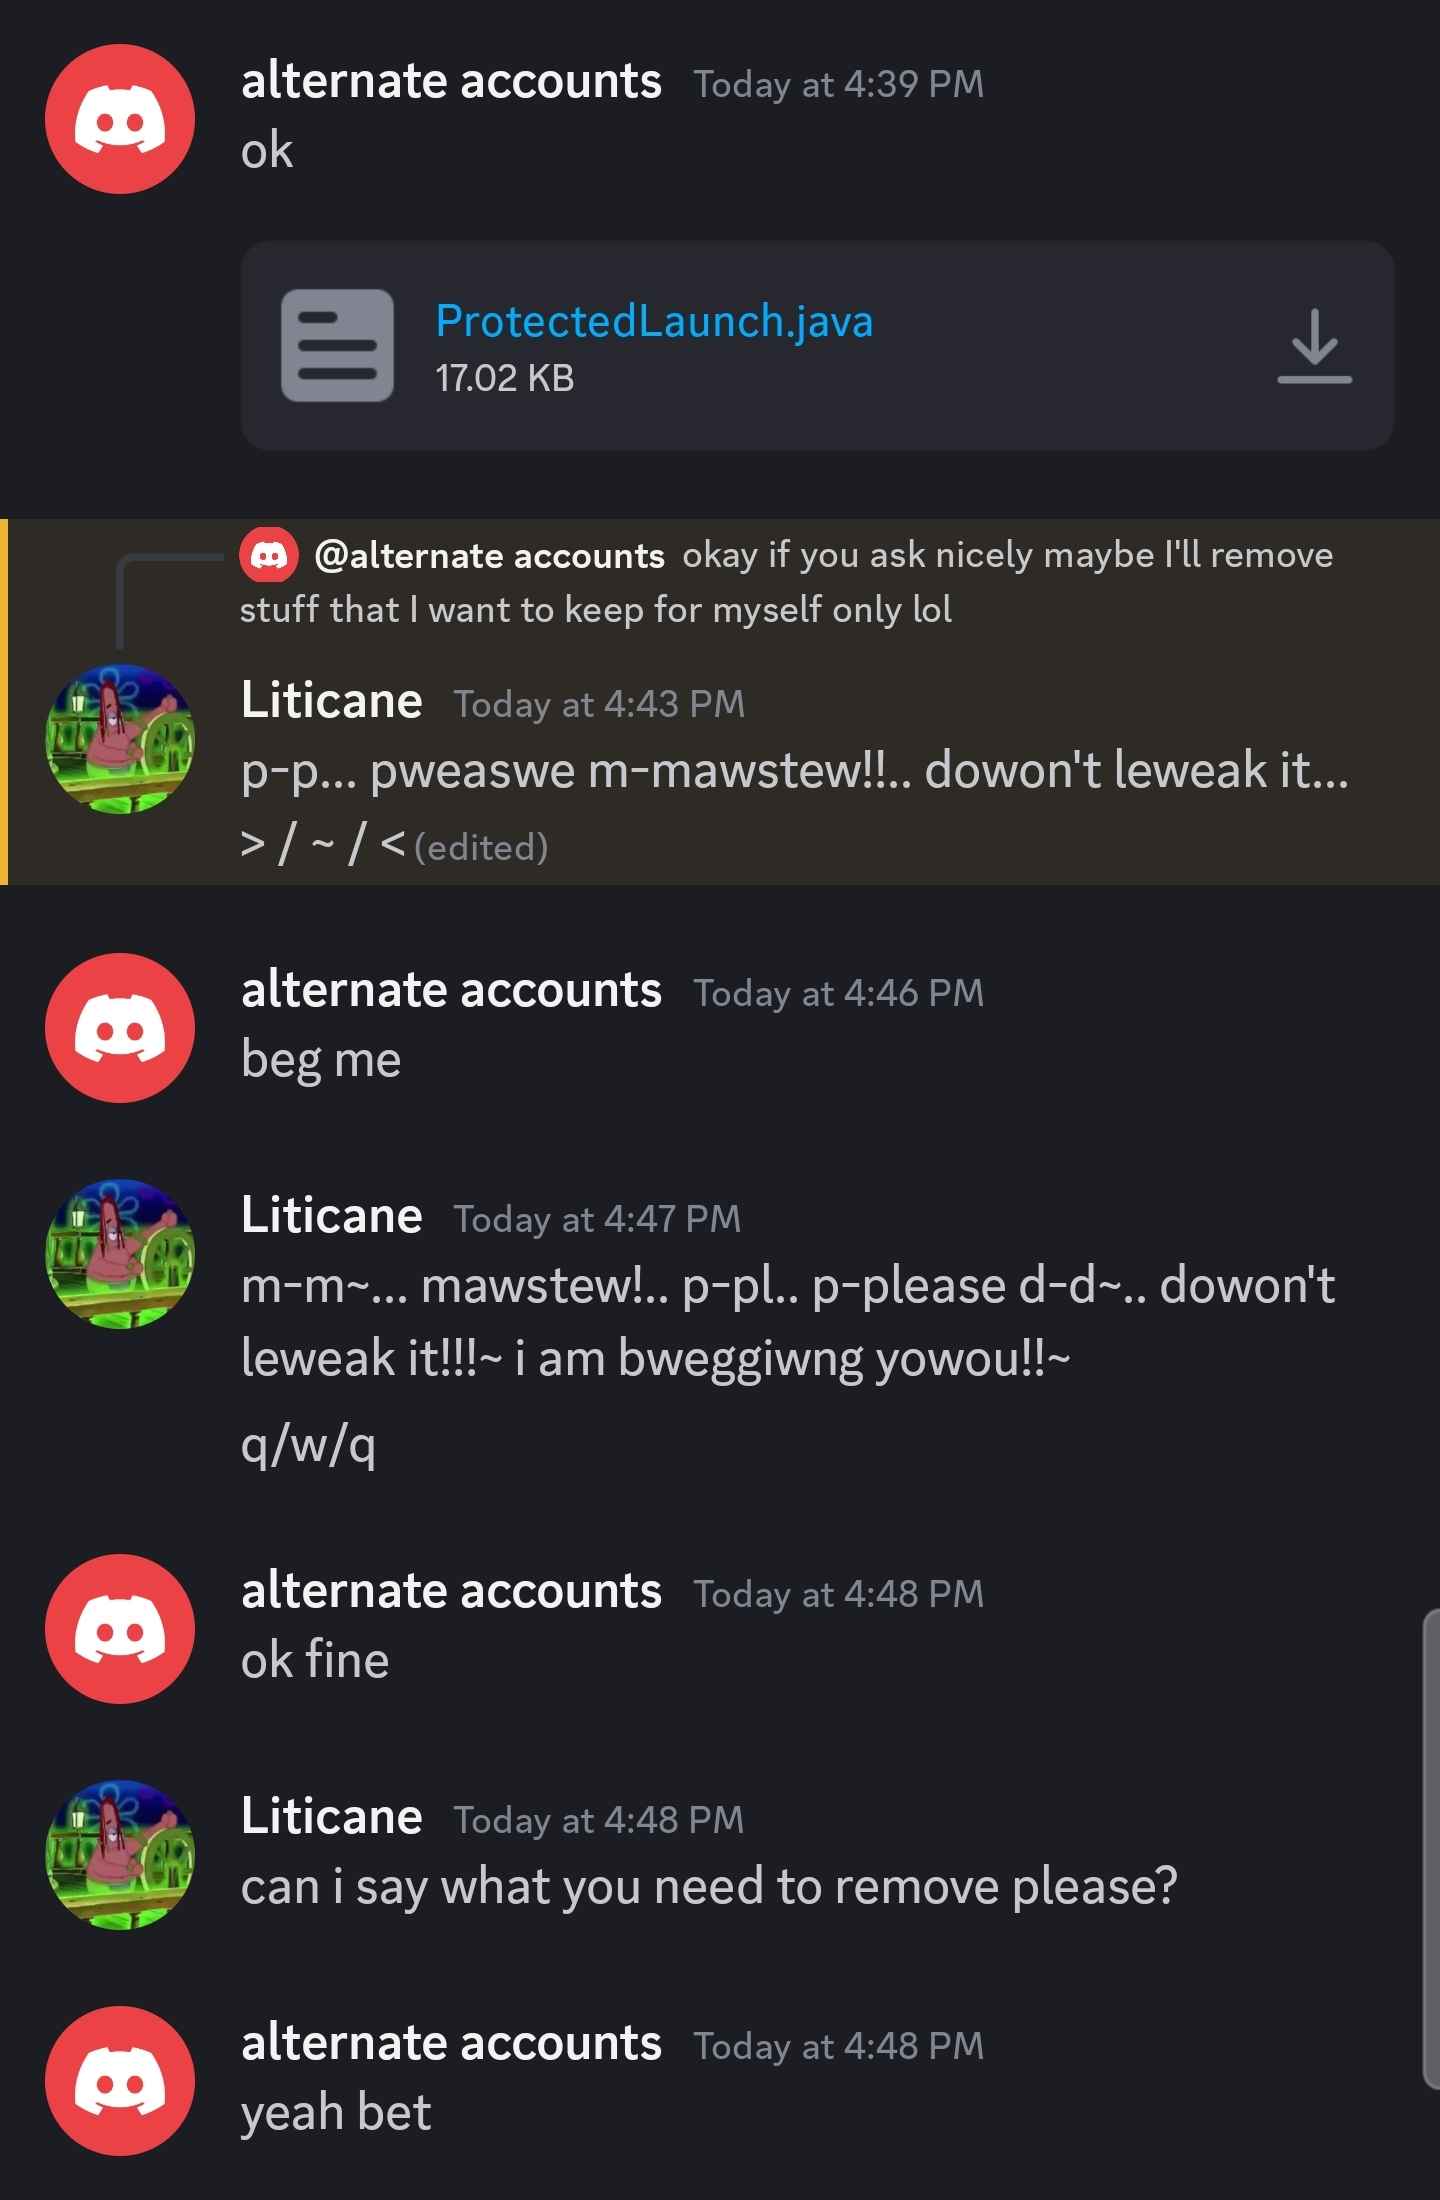 alternate accounts Today at 4:39 PM
ok
ProtectedLaunch.java
17.02 KB
@alternate accounts okay if you ask nicely maybe I'll remove
stuff that I want to keep for myself only lol
Liticane Today at 4:43 PM
p-p... pweaswe m-mawstew!!.. dowon't leweak it...
> / ~ / < (edited)
alternate accounts Today at 4:46 PM
beg me
Liticane Today at 4:47 PM
m-m~... mawstew!.. p-pl.. p-please d-d~.. dowon't
leweak it!!!~ i am bweggiwng yowou!!~
q/w/q
alternate accounts Today at 4:48 PM
ok fine
Liticane Today at 4:48 PM
can i say what you need to remove please?
alternate accounts Today at 4:48 PM
yeah bet